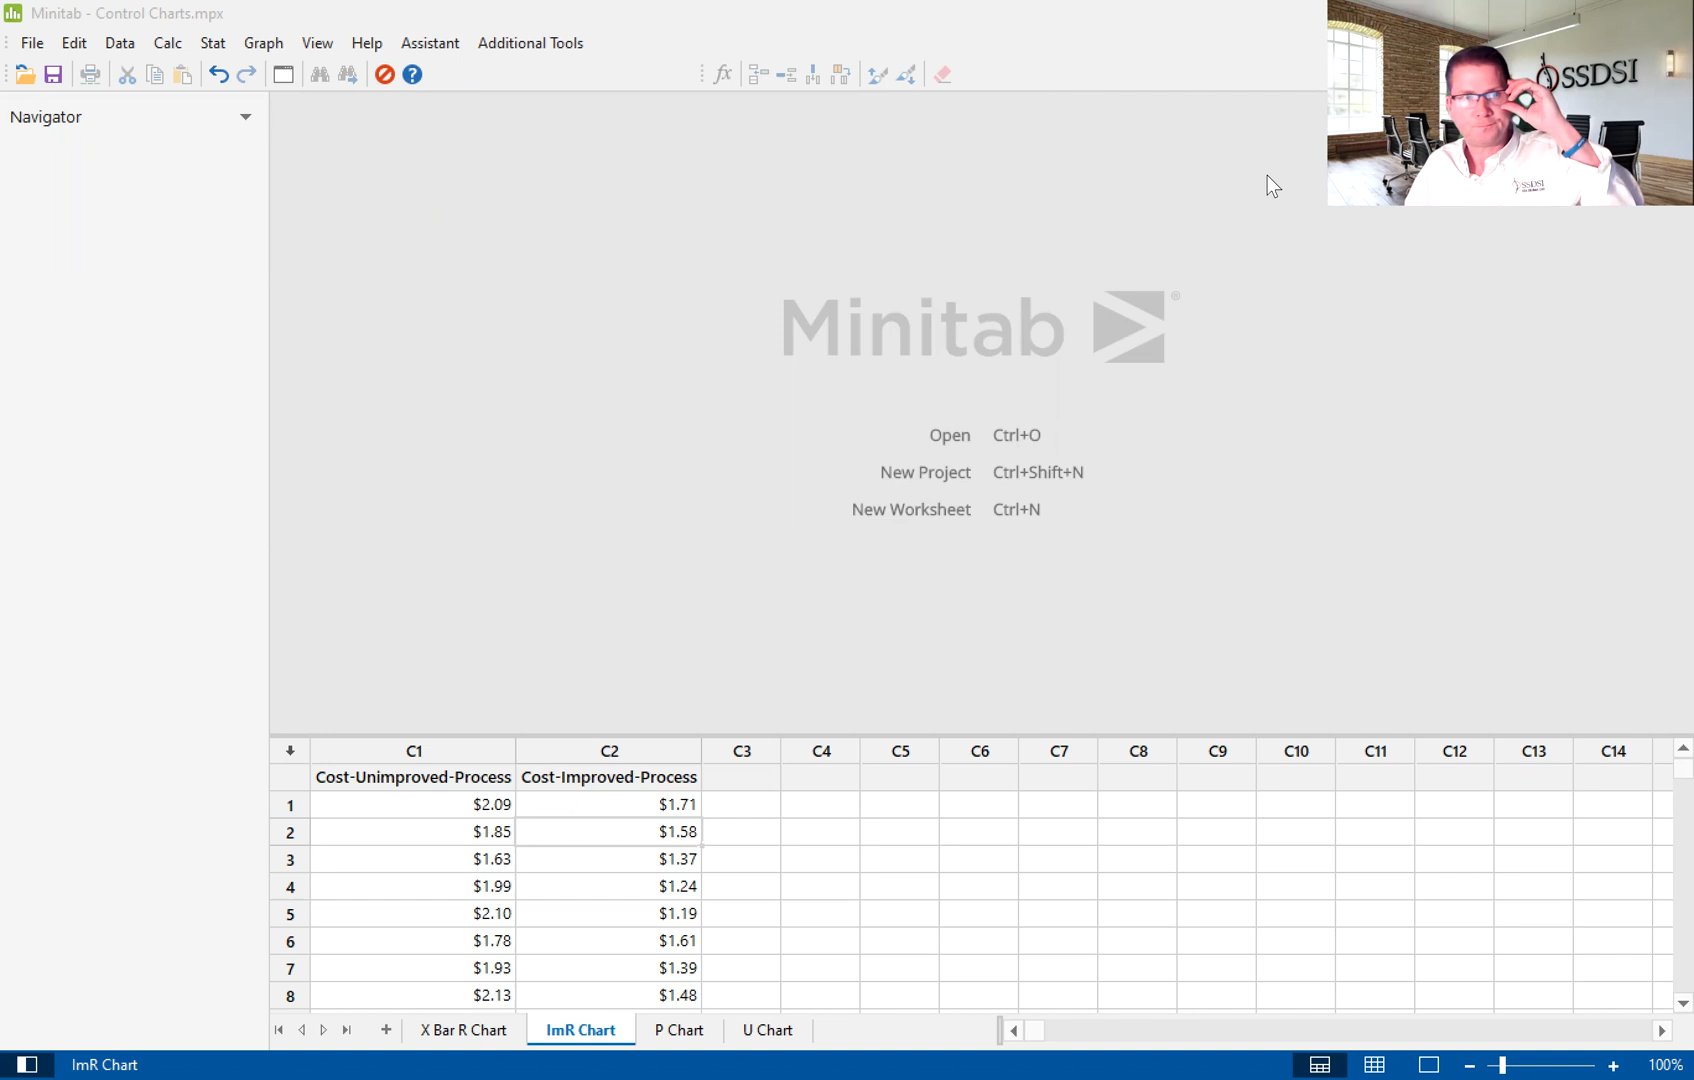 Minitab - Control Charts.mpx
File Edit Data Calc Stat Graph View Help Assistant Additional Tools
fx
Navigator
SSDSI
SSDSI
Minitab ®
Open Ctrl+O
New Project Ctrl+Shift+N
New Worksheet Ctrl+N
C1 C2 C3 C4 C5 C6 C7 C8 C9 C10 C11 C12 C13 C14
Cost-Unimproved-Process Cost-Improved-Process
1 $2.09 $1.71
2 $1.85 $1.58
3 $1.63 $1.37
4 $1.99 $1.24
5 $2.10 $1.19
6 $1.78 $1.61
7 $1.93 $1.39
8 $2.13 $1.48
+ X Bar R Chart ImR Chart P Chart U Chart
ImR Chart 100%